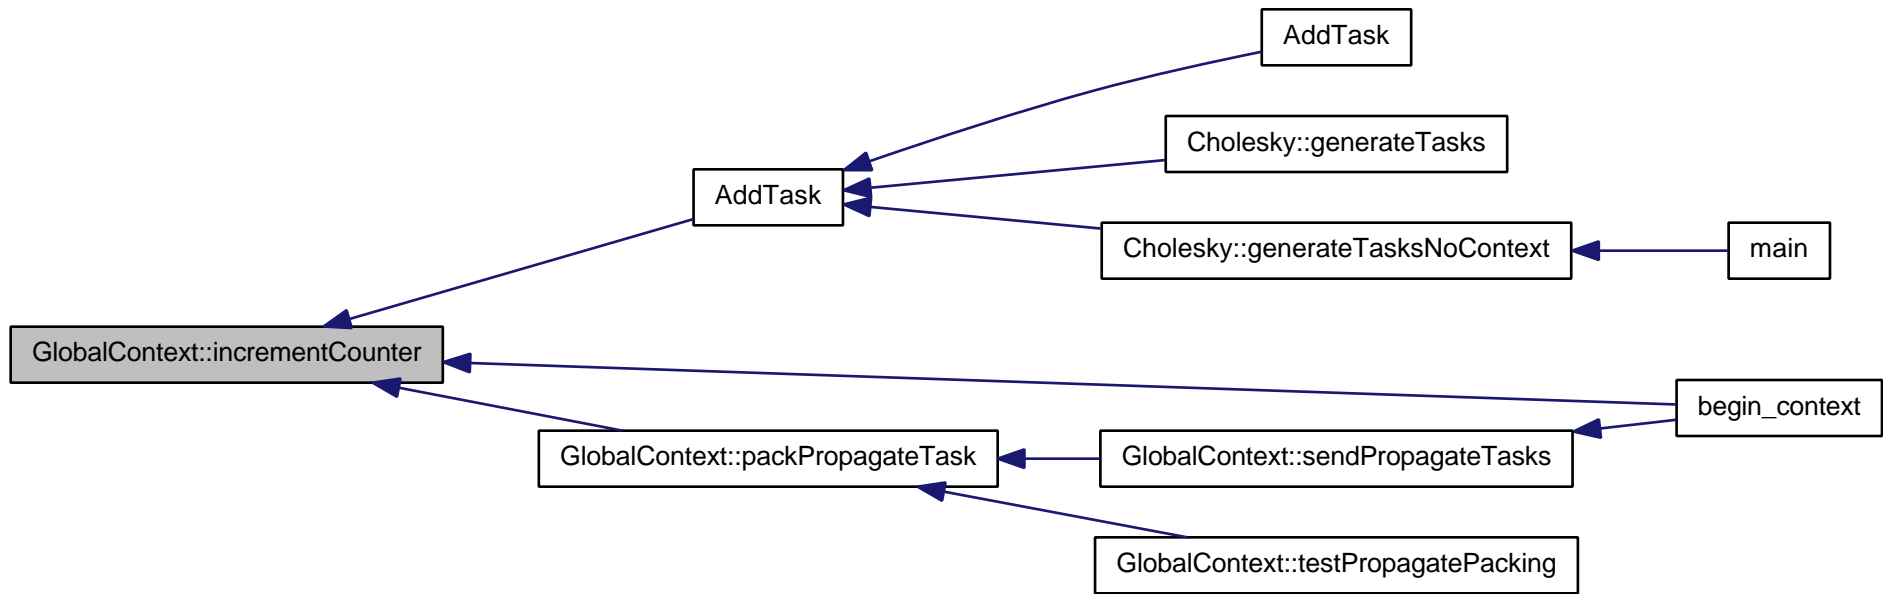 AddTask
Cholesky::generateTasks
AddTask
Cholesky::generateTasksNoContext
main
GlobalContext::incrementCounter
begin_context
GlobalContext::packPropagateTask
GlobalContext::sendPropagateTasks
GlobalContext::testPropagatePacking